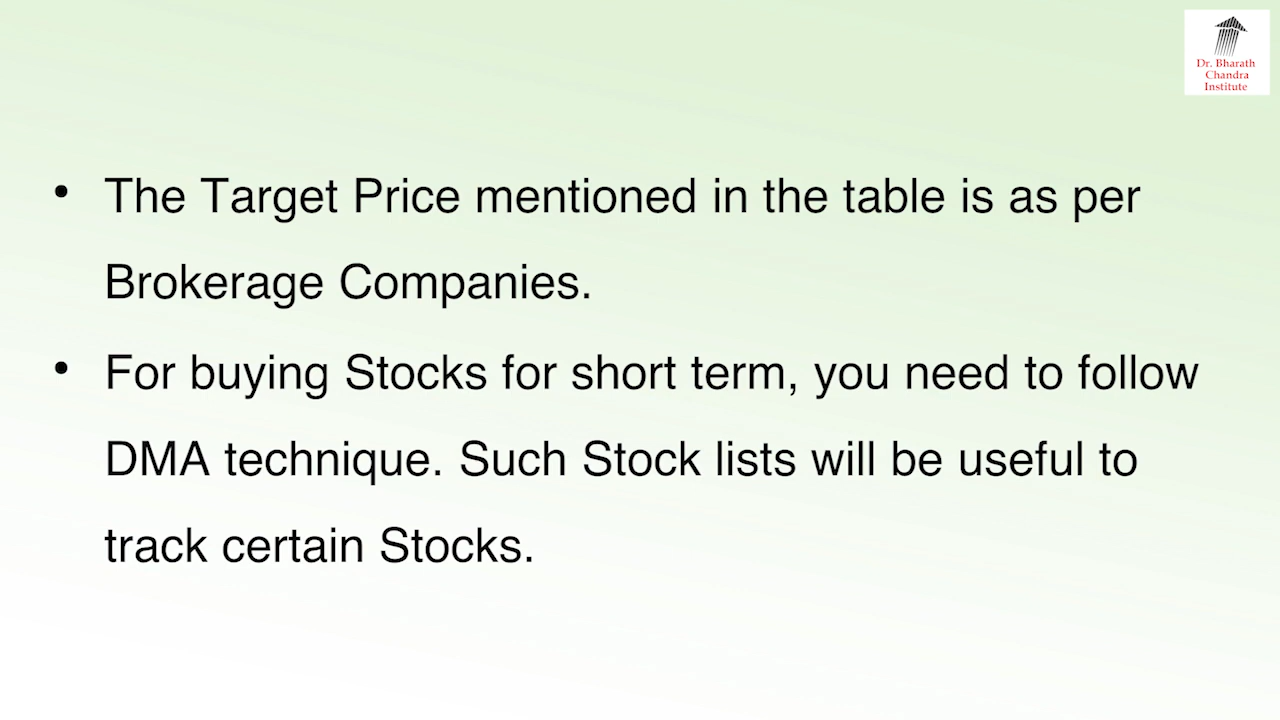 Dr. Bharath
Chandra
Institute
• The Target Price mentioned in the table is as per
Brokerage Companies.
• For buying Stocks for short term, you need to follow
DMA technique. Such Stock lists will be useful to
track certain Stocks.